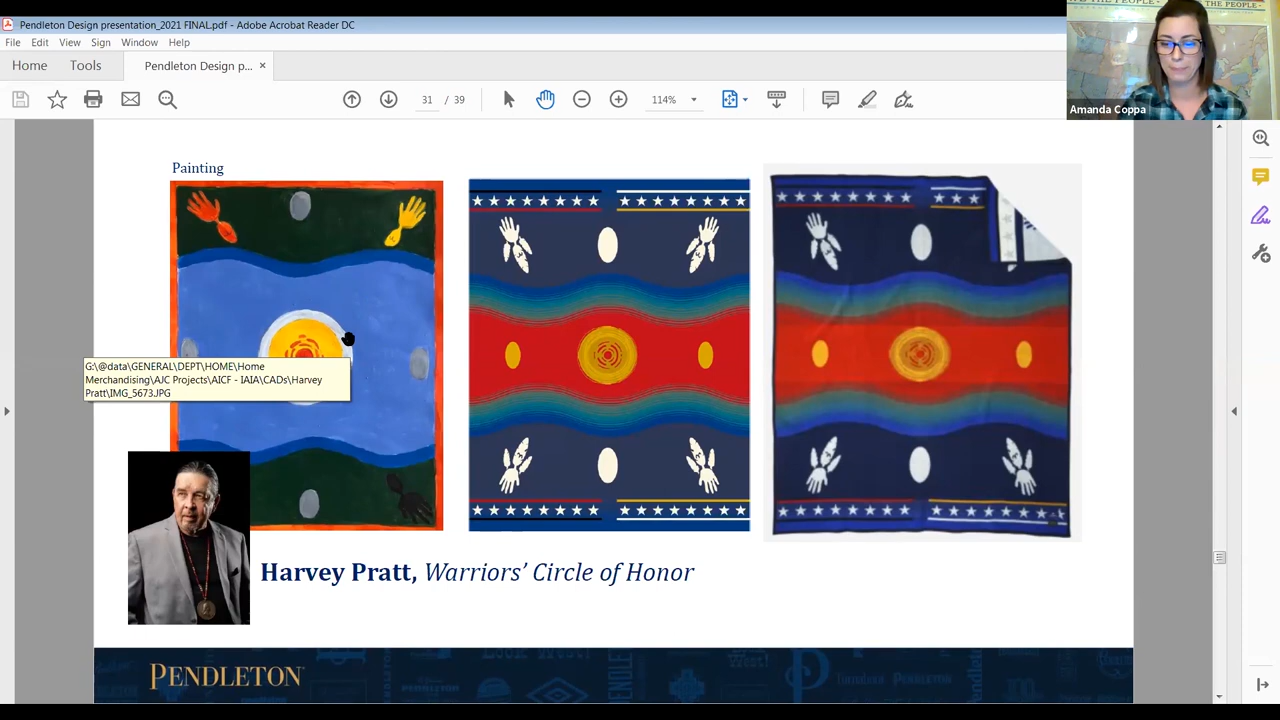 Pendleton Design presentation_2021 FINAL.pdf - Adobe Acrobat Reader DC
File Edit View Sign Window Help
Home Tools Pendleton Design p... ×
31 / 39 114%
THE PEOPLE
Amanda Coppa
Painting
G:\@data\GENERAL\DEPT\HOME\Home
Merchandising\AJC Projects\AICF - IAIA\CADs\Harvey
Pratt\IMG_5673.JPG
Harvey Pratt, Warriors' Circle of Honor
PENDLETON